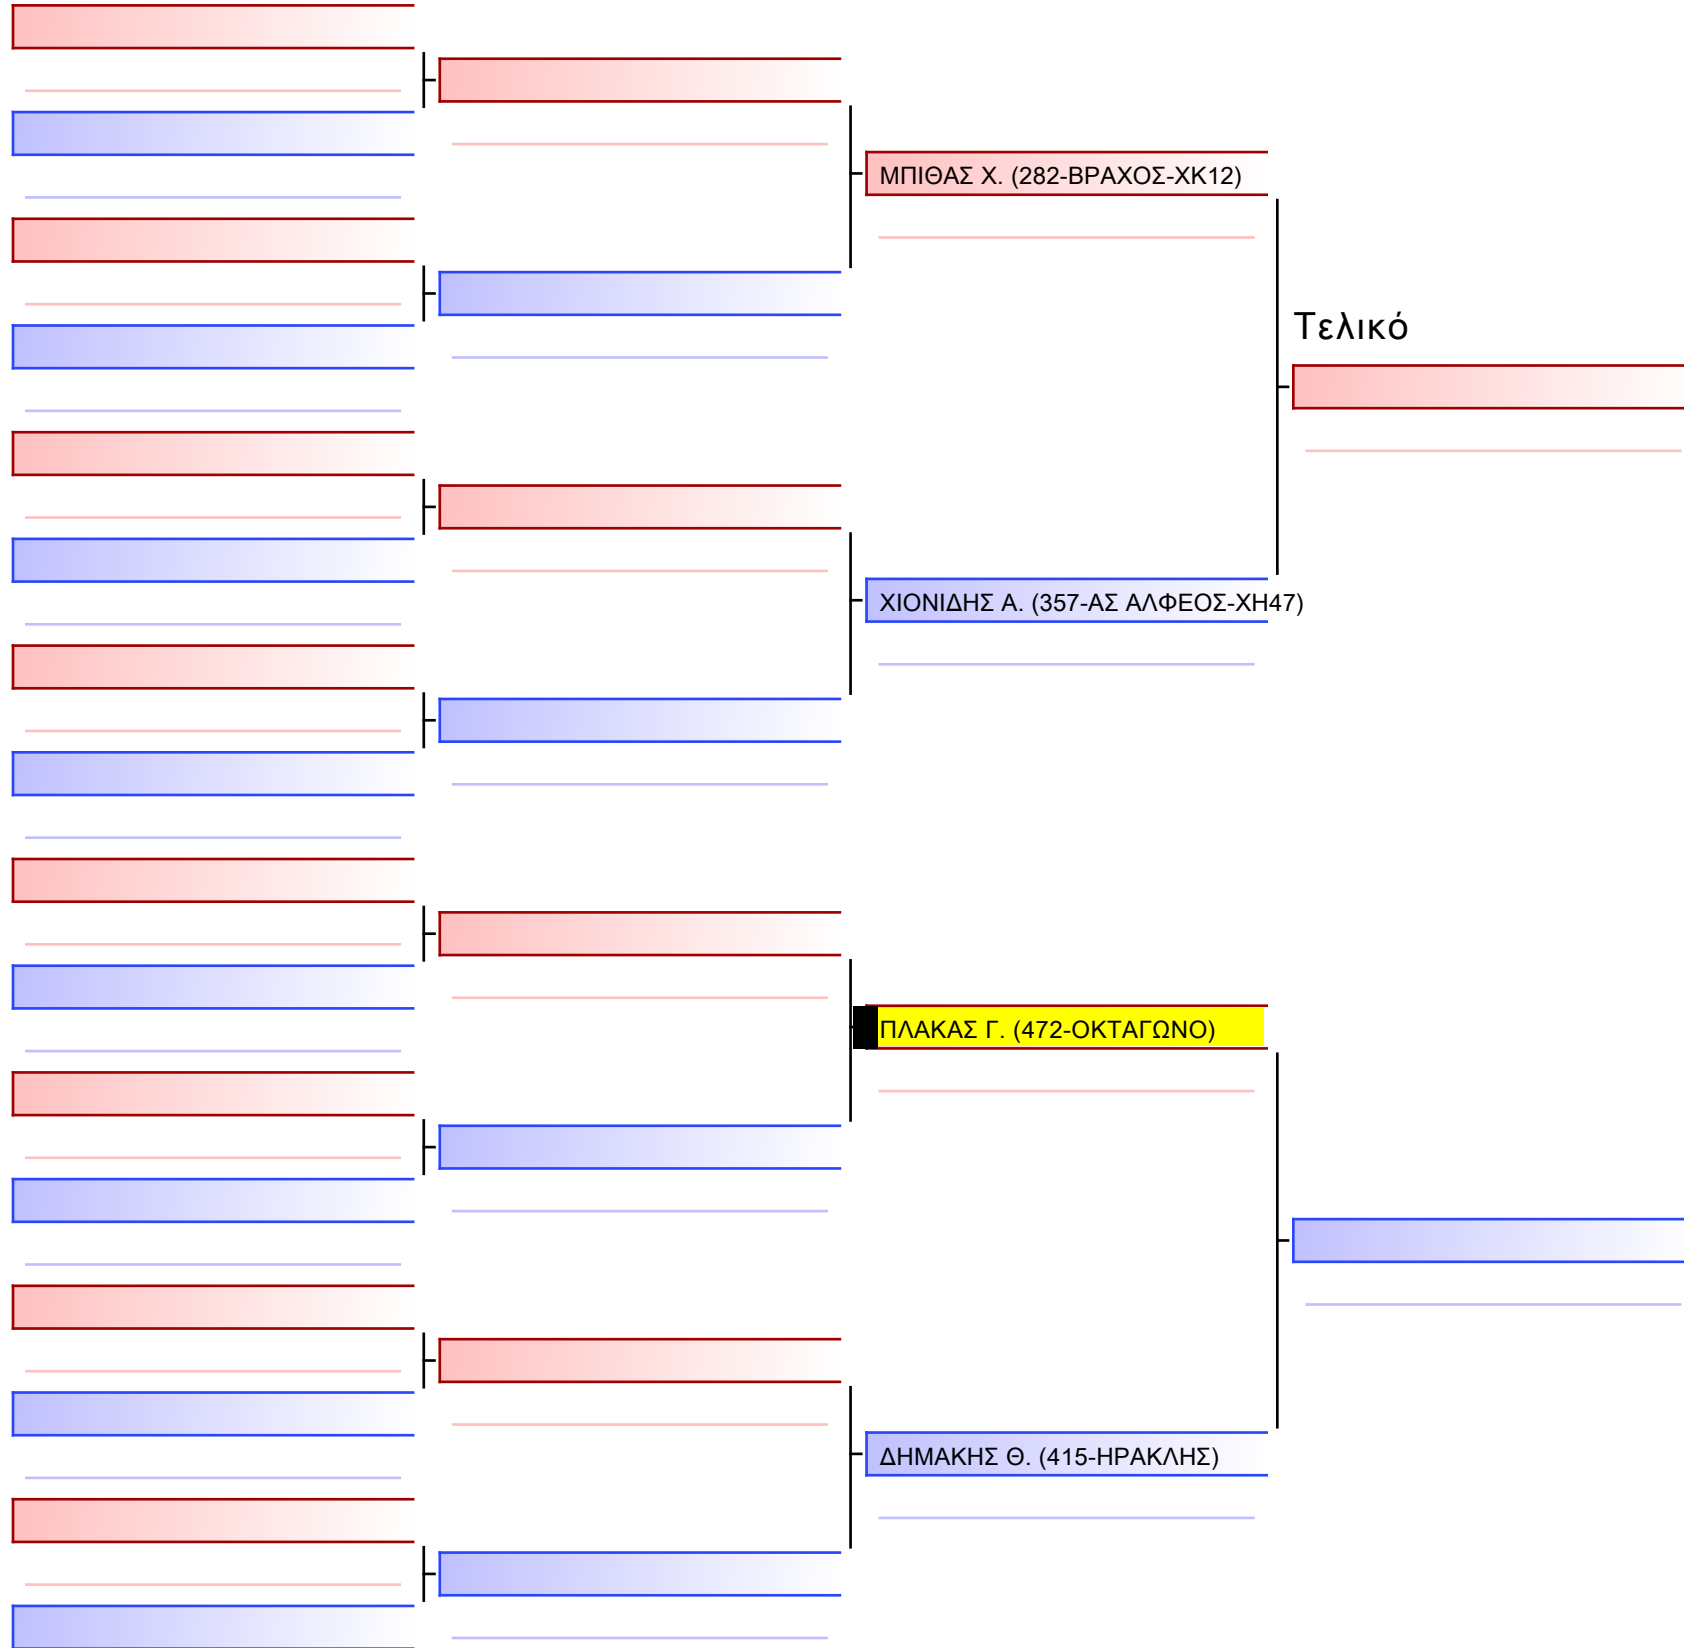 ΜΠΙΘΑΣ Χ. (282-ΒΡΑΧΟΣ-ΧΚ12)
Τελικό
ΧΙΟΝΙΔΗΣ Α. (357-ΑΣ ΑΛΦΕΟΣ-ΧΗ47)
ΠΛΑΚΑΣ Γ. (472-ΟΚΤΑΓΩΝΟ)
ΔΗΜΑΚΗΣ Θ. (415-ΗΡΑΚΛΗΣ)